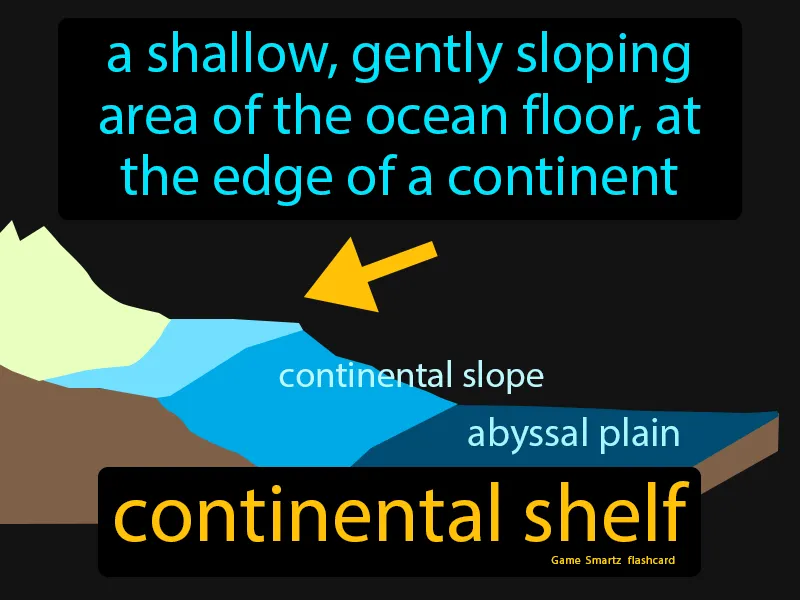 a shallow, gently sloping
area of the ocean floor, at
the edge of a continent
continental slope
abyssal plain
continental shelf
Game Smartz flashcard